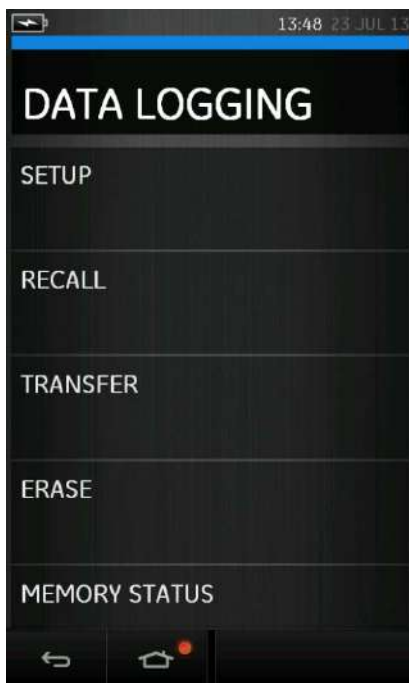 13:48 23 JUL 13
DATA LOGGING
SETUP
RECALL
TRANSFER
ERASE
MEMORY STATUS